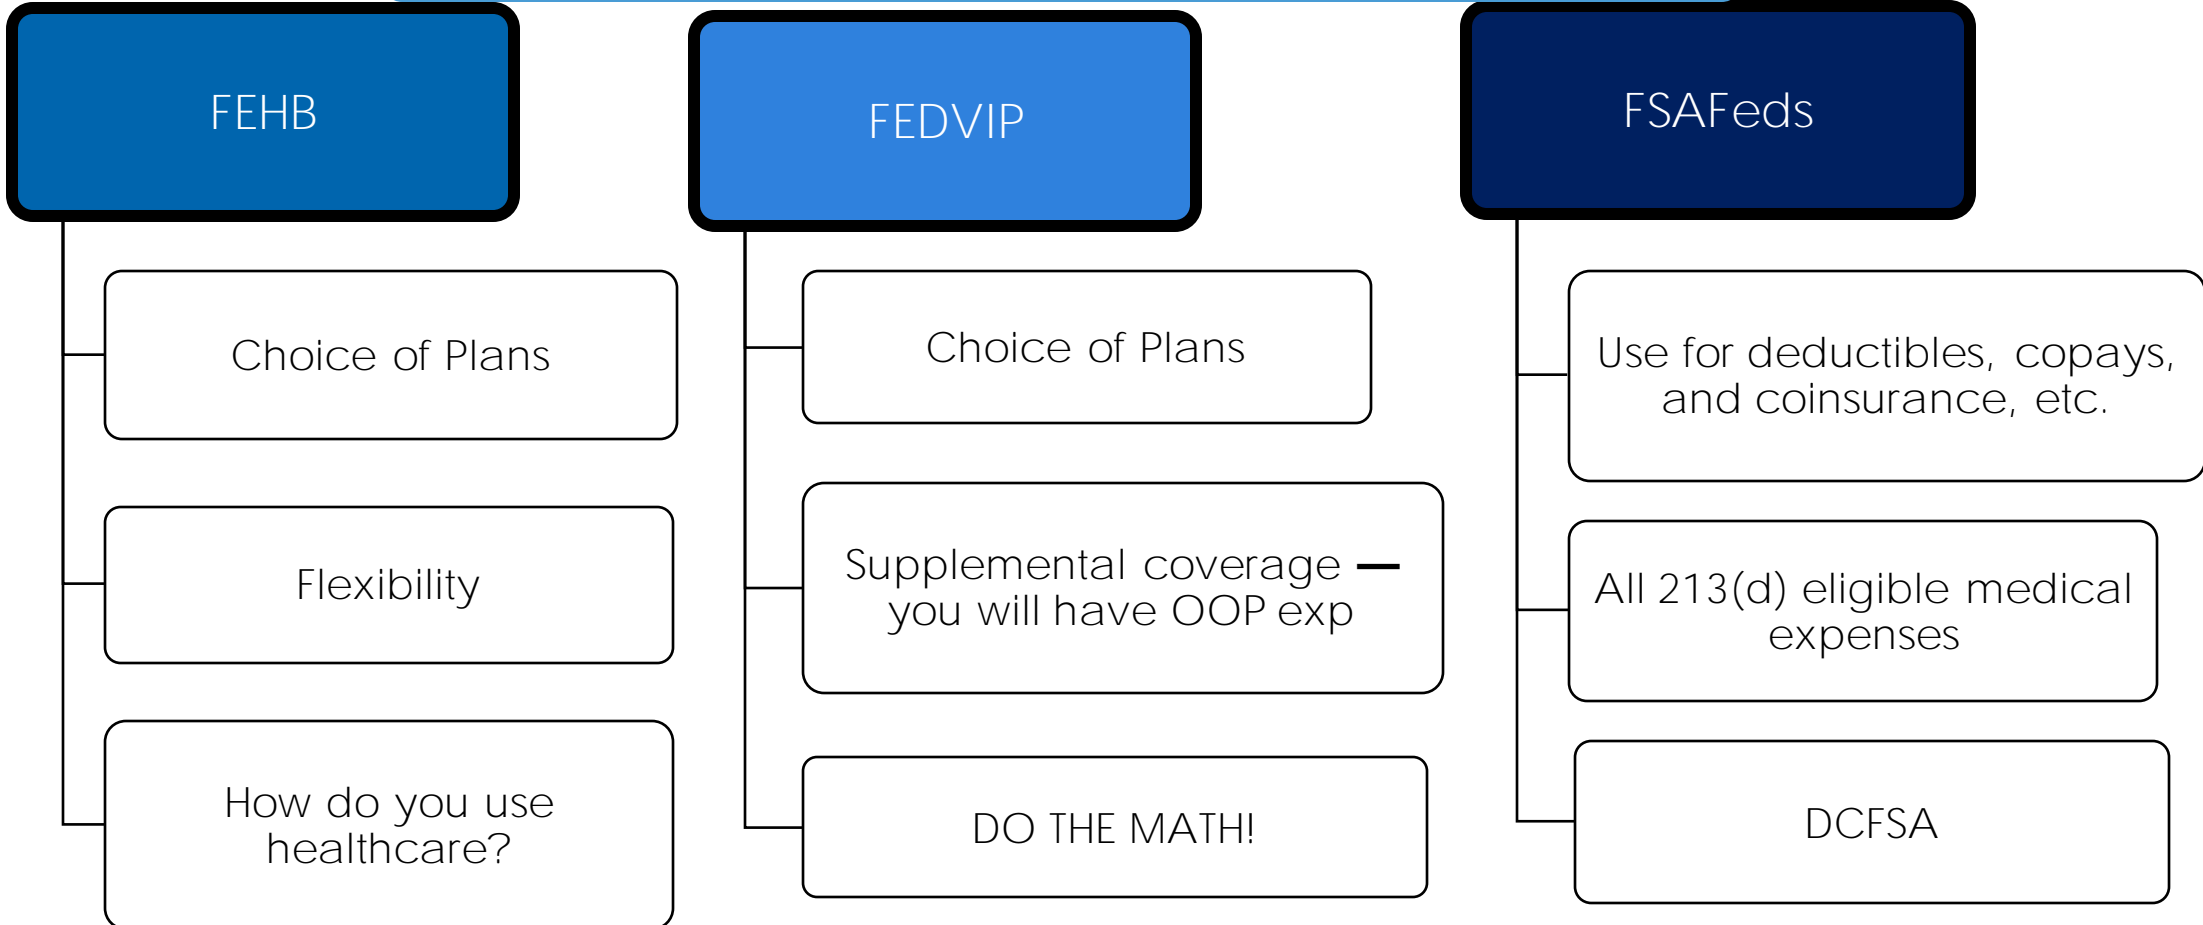 FEHB
Choice of Plans
Flexibility
How do you use
healthcare?
FEDVIP
Choice of Plans
Supplemental coverage —
you will have OOP exp
DO THE MATH!
FSAFeds
Use for deductibles, copays,
and coinsurance, etc.
All 213(d) eligible medical
expenses
DCFSA